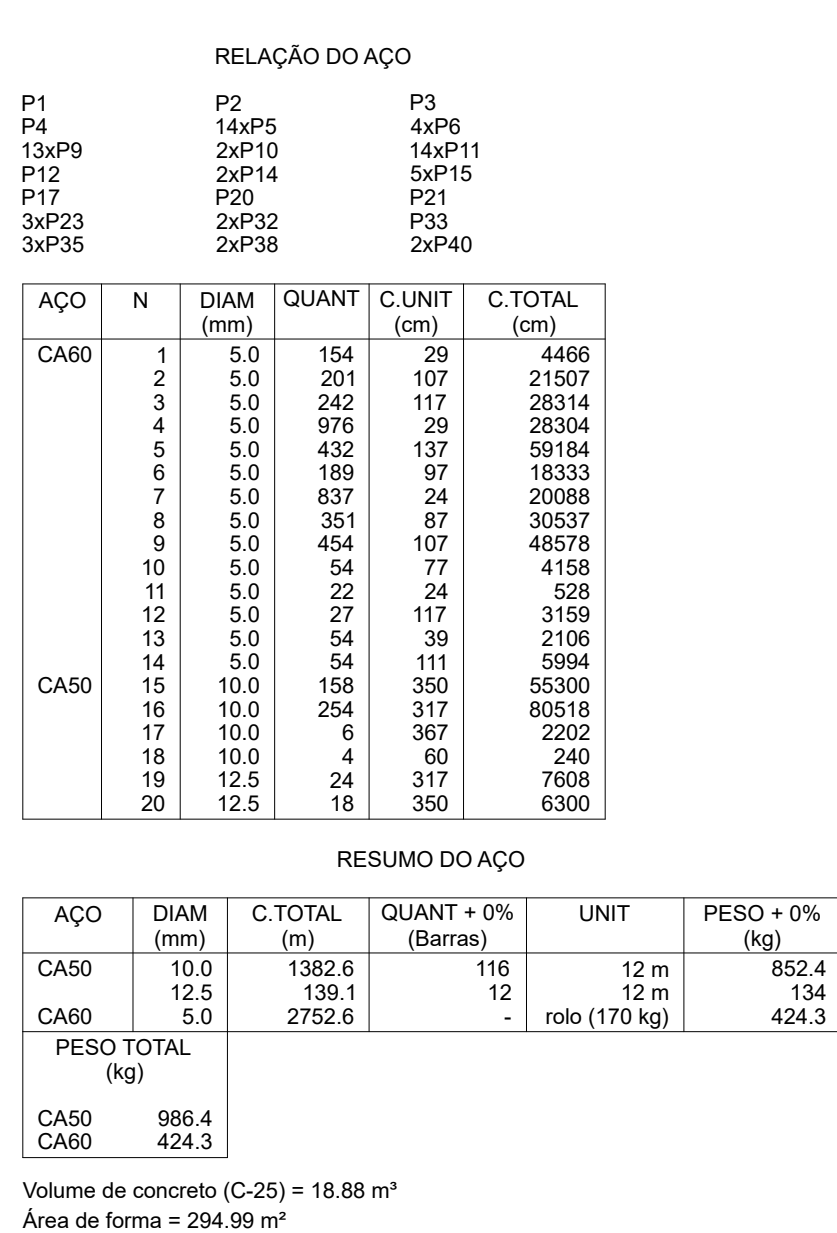 RELAÇÃO DO AÇO
P1 P2 P3
P4 14xP5 4xP6
13xP9 2xP10 14xP11
P12 2xP14 5xP15
P17 P20 P21
3xP23 2xP32 P33
3xP35 2xP38 2xP40
AÇO N DIAM QUANT C.UNIT C.TOTAL
(mm) (cm) (cm)
CA60 1 5.0 154 29 4466
2 5.0 201 107 21507
3 5.0 242 117 28314
4 5.0 976 29 28304
5 5.0 432 137 59184
6 5.0 189 97 18333
7 5.0 837 24 20088
8 5.0 351 87 30537
9 5.0 454 107 48578
10 5.0 54 77 4158
11 5.0 22 24 528
12 5.0 27 117 3159
13 5.0 54 39 2106
14 5.0 54 111 5994
CA50 15 10.0 158 350 55300
16 10.0 254 317 80518
17 10.0 6 367 2202
18 10.0 4 60 240
19 12.5 24 317 7608
20 12.5 18 350 6300
RESUMO DO AÇO
AÇO DIAM C.TOTAL QUANT + 0% UNIT PESO + 0%
(mm) (m) (Barras) (kg)
CA50 10.0 1382.6 116 12 m 852.4
12.5 139.1 12 12 m 134
CA60 5.0 2752.6 - rolo (170 kg) 424.3
PESO TOTAL
(kg)
CA50 986.4
CA60 424.3
Volume de concreto (C-25) = 18.88 m³
Área de forma = 294.99 m²